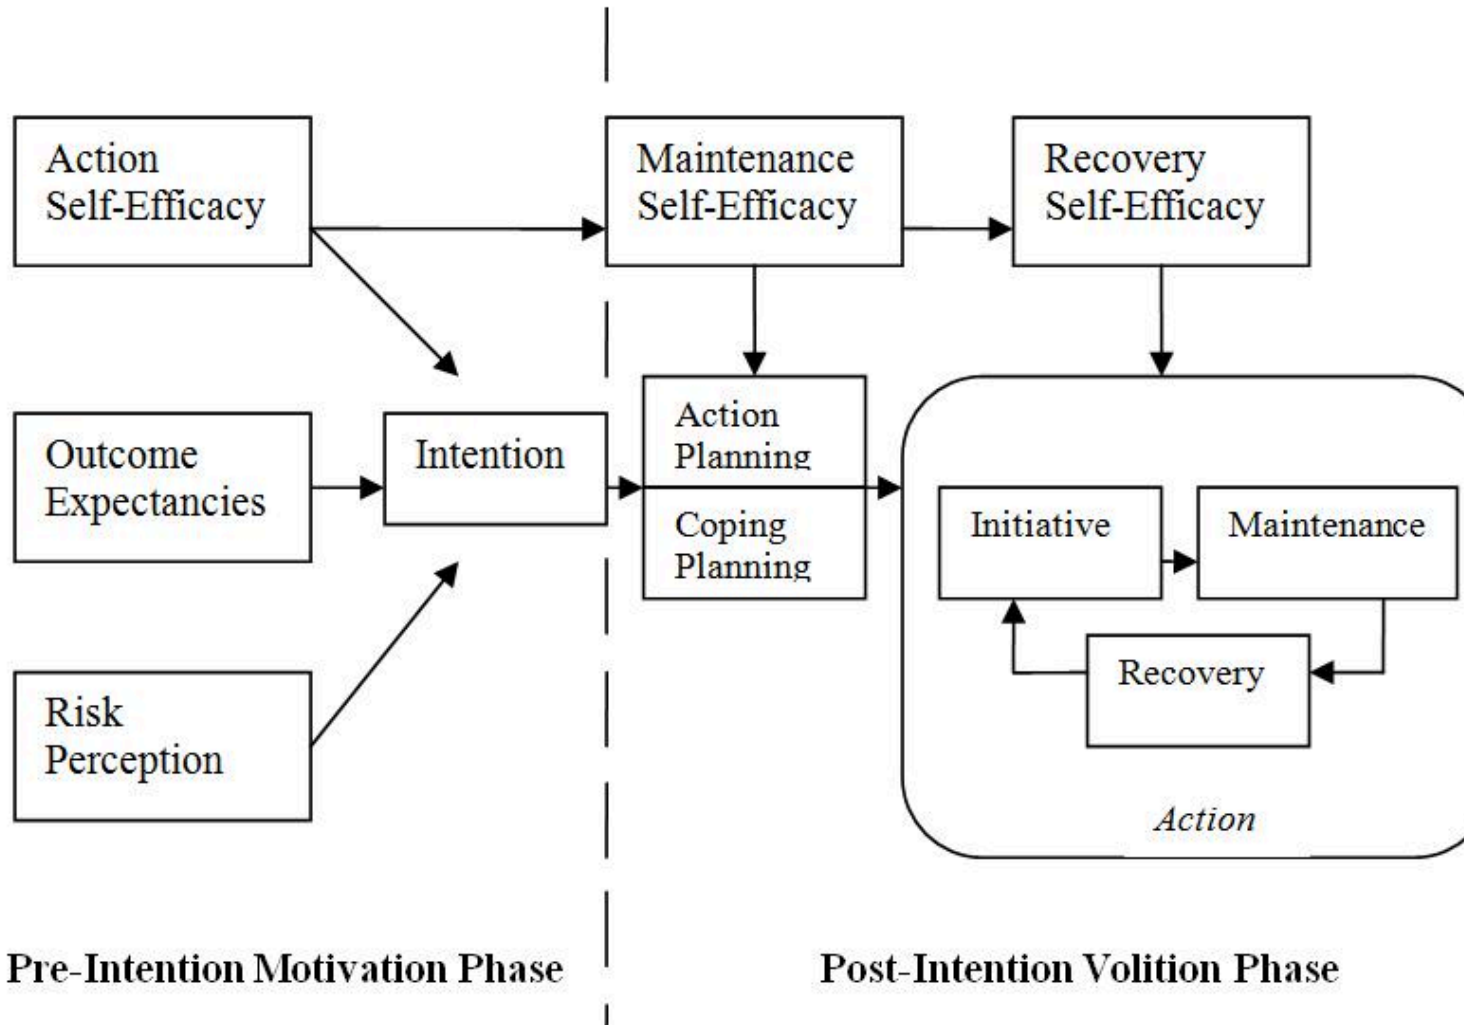 Action
Self-Efficacy
Maintenance
Self-Efficacy
Recovery
Self-Efficacy
Outcome
Expectancies
Intention
Action
Planning
Coping
Planning
Initiative
Maintenance
Recovery
Risk
Perception
Action
Pre-Intention Motivation Phase
Post-Intention Volition Phase